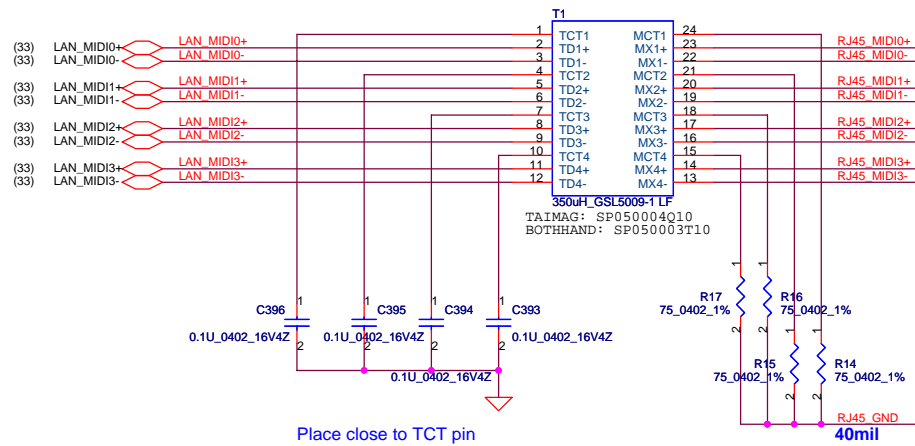 T1
1 TCT1 MCT1 24
(33) LAN_MIDI0+ LAN_MIDI0+ 2 TD1+ MX1+ 23 RJ45_MIDI0+
(33) LAN_MIDI0- LAN_MIDI0- 3 TD1- MX1- 22 RJ45_MIDI0-
4 TCT2 MCT2 21
(33) LAN_MIDI1+ LAN_MIDI1+ 5 TD2+ MX2+ 20 RJ45_MIDI1+
(33) LAN_MIDI1- LAN_MIDI1- 6 TD2- MX2- 19 RJ45_MIDI1-
7 TCT3 MCT3 18
(33) LAN_MIDI2+ LAN_MIDI2+ 8 TD3+ MX3+ 17 RJ45_MIDI2+
(33) LAN_MIDI2- LAN_MIDI2- 9 TD3- MX3- 16 RJ45_MIDI2-
10 TCT4 MCT4 15
(33) LAN_MIDI3+ LAN_MIDI3+ 11 TD4+ MX4+ 14 RJ45_MIDI3+
(33) LAN_MIDI3- LAN_MIDI3- 12 TD4- MX4- 13 RJ45_MIDI3-
350uH_GSL5009-1 LF
TAIMAG: SP050004Q10
BOTHHAND: SP050003T10
1 1
R17 R16
75_0402_1% 75_0402_1%
2 2
1 1 1 1
C396 C395 C394 C393
0.1U_0402_16V4Z 0.1U_0402_16V4Z 0.1U_0402_16V4Z
2 2 2 2
0.1U_0402_16V4Z
1 1
R15 R14
75_0402_1% 75_0402_1%
2 2
RJ45_GND
40mil
Place close to TCT pin